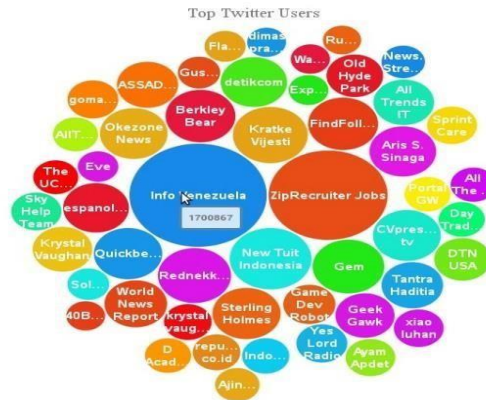 Top Twitter Users
Fla...
dimas
pra...
Wa...
Ru...
News.
Stre...
goma...
ASSAD...
Gus...
detikcom
Exp...
Old
Hyde
Park
All
Trends
IT
AllT...
Okezone
News
Berkley
Bear
Kratke
Vijesti
FindFoll...
Sprint
Care
The
UC...
Eve
Aris S.
Sinaga
Sky
Help
Team
espanol...
Info Venezuela
1700867
ZipRecruiter Jobs
Portal
GW
All
The ...
Day
Trad...
Krystal
Vaughan
Quickbe...
New Tuit
Indonesia
CVpres...
tv
DTN
USA
Sol...
Rednekk...
Gem
Tantra
Haditia
40B...
World
News
Report
krystal
vaug...
Sterling
Holmes
Game
Dev
Robot
Geek
Gawk
xiao
luhan
D
Acad...
repu...
co.id
Indo...
Yes
Lord
Radio
Ayam
Apdet
Ajin...